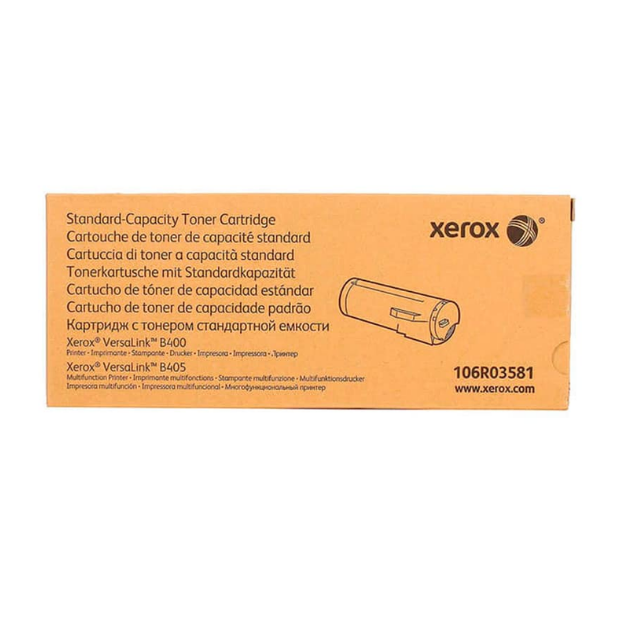 Standard-Capacity Toner Cartridge
Cartouche de toner de capacité standard
Cartuccia di toner a capacità standard
Tonerkartusche mit Standardkapazität
Cartucho de tóner de capacidad estándar
Cartucho de toner de capacidade padrão
Картридж с тонером стандартной емкости
Xerox® VersaLink™ B400
Printer • Imprimante • Stampante • Drucker • Impresora • Impressora • Принтер
Xerox® VersaLink™ B405
Multifunction Printer • Imprimante multifonctions • Stampante multifunzione • Multifunktionsdrucker
Impresora multifunción • Impressora multifuncional • Многофункциональный принтер
xerox®
106R03581
www.xerox.com